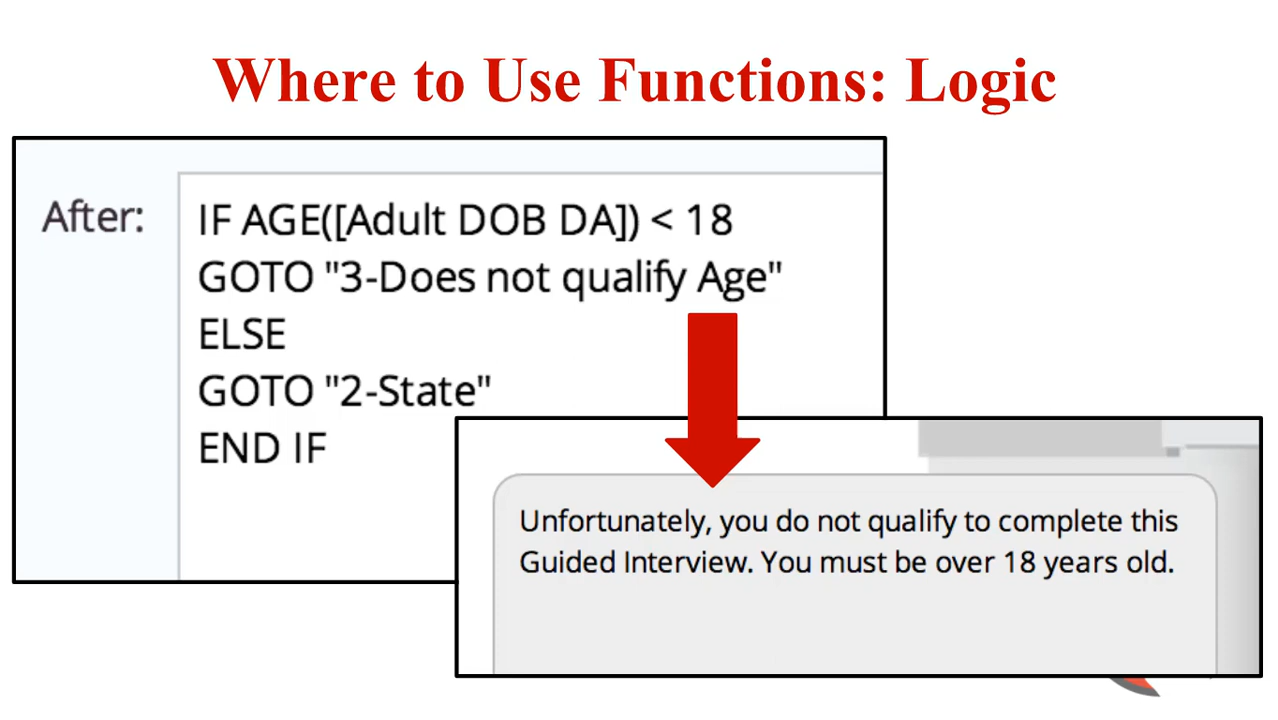 Where to Use Functions: Logic
After:
IF AGE([Adult DOB DA]) < 18
GOTO "3-Does not qualify Age"
ELSE
GOTO "2-State"
END IF
Unfortunately, you do not qualify to complete this
Guided Interview. You must be over 18 years old.